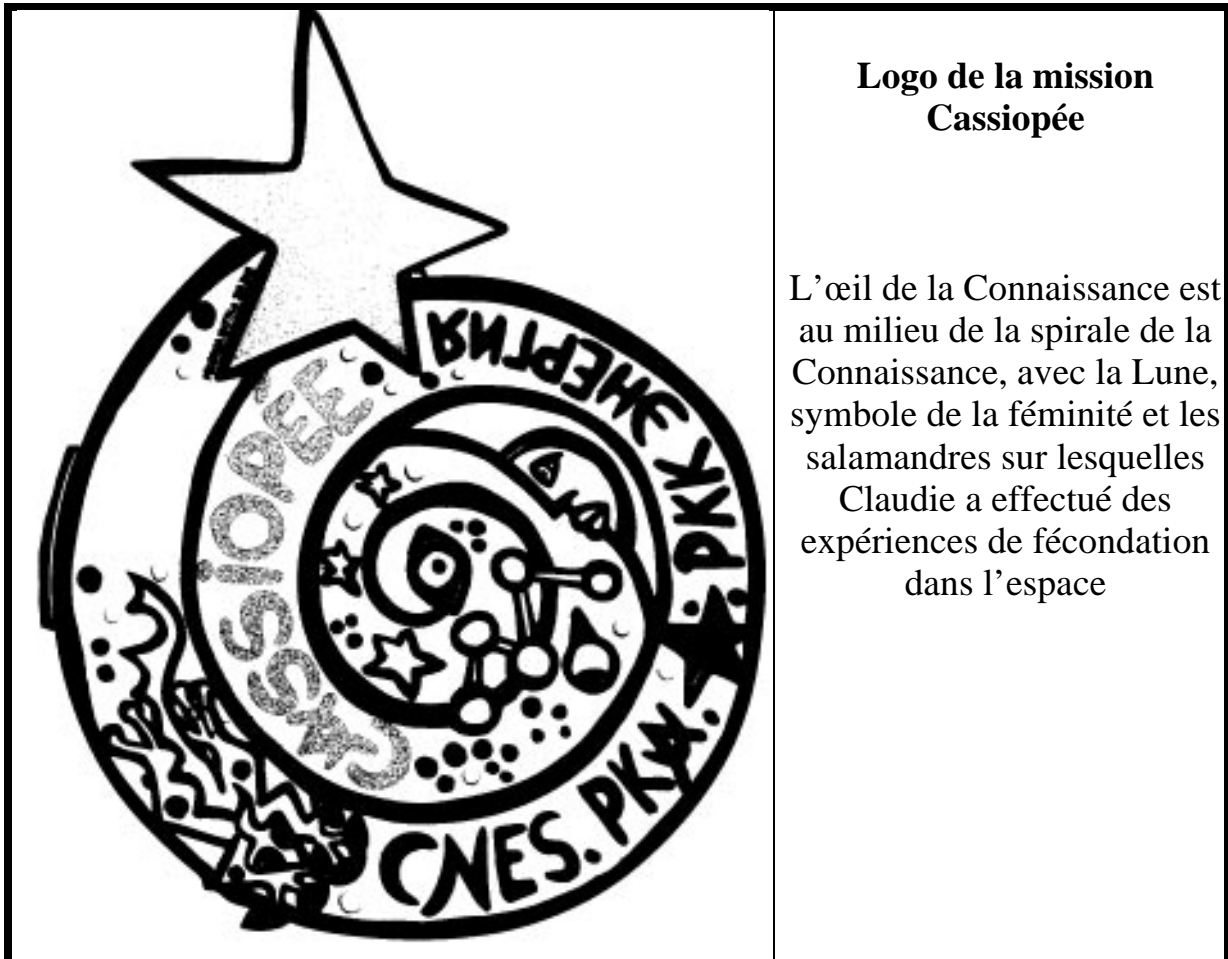 CASSIOPÉE
CNES. РКА. РКК ЭНЕРГИЯ
Logo de la mission
Cassiopée
L’œil de la Connaissance est
au milieu de la spirale de la
Connaissance, avec la Lune,
symbole de la féminité et les
salamandres sur lesquelles
Claudie a effectué des
expériences de fécondation
dans l’espace